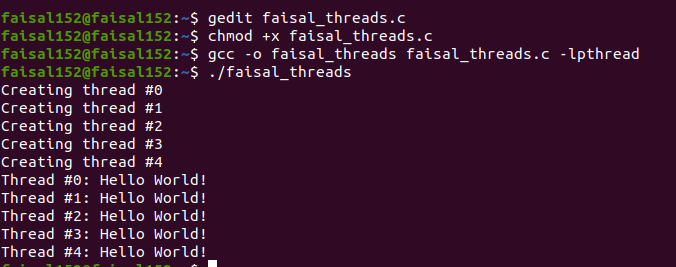 faisal152@faisal152:~$ gedit faisal_threads.c
faisal152@faisal152:~$ chmod +x faisal_threads.c
faisal152@faisal152:~$ gcc -o faisal_threads faisal_threads.c -lpthread
faisal152@faisal152:~$ ./faisal_threads
Creating thread #0
Creating thread #1
Creating thread #2
Creating thread #3
Creating thread #4
Thread #0: Hello World!
Thread #1: Hello World!
Thread #2: Hello World!
Thread #3: Hello World!
Thread #4: Hello World!
faisal152@faisal152:~$